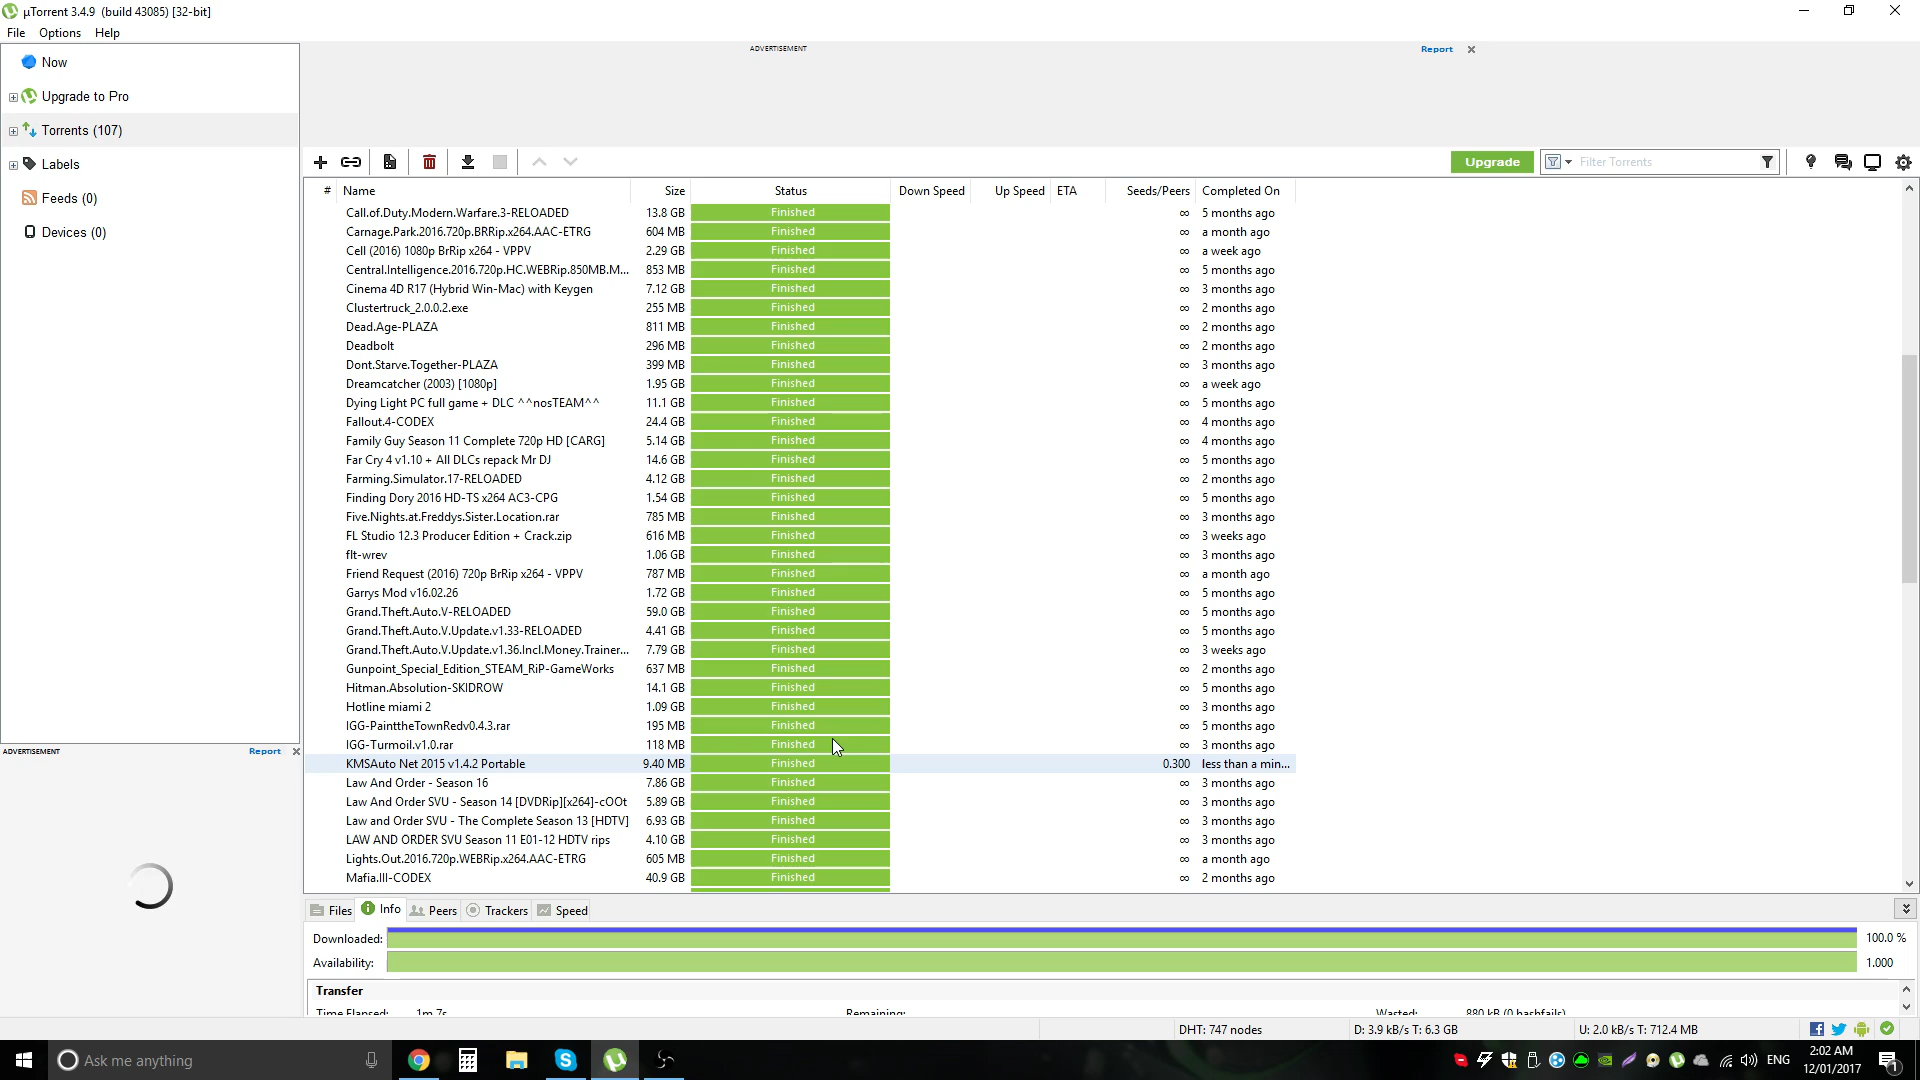 µTorrent 3.4.9 (build 43085) [32-bit]
File Options Help
Now
Upgrade to Pro
Torrents (107)
Labels
Feeds (0)
Devices (0)
ADVERTISEMENT Report
ADVERTISEMENT Report
Upgrade Filter Torrents
# Name Size Status Down Speed Up Speed ETA Seeds/Peers Completed On
Call.of.Duty.Modern.Warfare.3-RELOADED 13.8 GB Finished ∞ 5 months ago
Carnage.Park.2016.720p.BRRip.x264.AAC-ETRG 604 MB Finished ∞ a month ago
Cell (2016) 1080p BrRip x264 - VPPV 2.29 GB Finished ∞ a week ago
Central.Intelligence.2016.720p.HC.WEBRip.850MB.M... 853 MB Finished ∞ 5 months ago
Cinema 4D R17 (Hybrid Win-Mac) with Keygen 7.12 GB Finished ∞ 3 months ago
Clustertruck_2.0.0.2.exe 255 MB Finished ∞ 2 months ago
Dead.Age-PLAZA 811 MB Finished ∞ 2 months ago
Deadbolt 296 MB Finished ∞ 2 months ago
Dont.Starve.Together-PLAZA 399 MB Finished ∞ 3 months ago
Dreamcatcher (2003) [1080p] 1.95 GB Finished ∞ a week ago
Dying Light PC full game + DLC ^^nosTEAM^^ 11.1 GB Finished ∞ 5 months ago
Fallout.4-CODEX 24.4 GB Finished ∞ 4 months ago
Family Guy Season 11 Complete 720p HD [CARG] 5.14 GB Finished ∞ 4 months ago
Far Cry 4 v1.10 + All DLCs repack Mr DJ 14.6 GB Finished ∞ 5 months ago
Farming.Simulator.17-RELOADED 4.12 GB Finished ∞ 2 months ago
Finding Dory 2016 HD-TS x264 AC3-CPG 1.54 GB Finished ∞ 5 months ago
Five.Nights.at.Freddys.Sister.Location.rar 785 MB Finished ∞ 3 months ago
FL Studio 12.3 Producer Edition + Crack.zip 616 MB Finished ∞ 3 weeks ago
flt-wrev 1.06 GB Finished ∞ 3 months ago
Friend Request (2016) 720p BrRip x264 - VPPV 787 MB Finished ∞ a month ago
Garrys Mod v16.02.26 1.72 GB Finished ∞ 5 months ago
Grand.Theft.Auto.V-RELOADED 59.0 GB Finished ∞ 5 months ago
Grand.Theft.Auto.V.Update.v1.33-RELOADED 4.41 GB Finished ∞ 5 months ago
Grand.Theft.Auto.V.Update.v1.36.Incl.Money.Trainer... 7.79 GB Finished ∞ 3 weeks ago
Gunpoint_Special_Edition_STEAM_RiP-GameWorks 637 MB Finished ∞ 2 months ago
Hitman.Absolution-SKIDROW 14.1 GB Finished ∞ 5 months ago
Hotline miami 2 1.09 GB Finished ∞ 3 months ago
IGG-PainttheTownRedv0.4.3.rar 195 MB Finished ∞ 5 months ago
IGG-Turmoil.v1.0.rar 118 MB Finished ∞ 3 months ago
KMSAuto Net 2015 v1.4.2 Portable 9.40 MB Finished 0.300 less than a min...
Law And Order - Season 16 7.86 GB Finished ∞ 3 months ago
Law And Order SVU - Season 14 [DVDRip][x264]-cOOt 5.89 GB Finished ∞ 3 months ago
Law and Order SVU - The Complete Season 13 [HDTV] 6.93 GB Finished ∞ 3 months ago
LAW AND ORDER SVU Season 11 E01-12 HDTV rips 4.10 GB Finished ∞ 3 months ago
Lights.Out.2016.720p.WEBRip.x264.AAC-ETRG 605 MB Finished ∞ a month ago
Mafia.III-CODEX 40.9 GB Finished ∞ 2 months ago
Files Info Peers Trackers Speed
Downloaded: 100.0 %
Availability: 1.000
Transfer
Time Elapsed: 1m 7s Remaining: Wasted: 880 kB (0 hashfails)
DHT: 747 nodes D: 3.9 kB/s T: 6.3 GB U: 2.0 kB/s T: 712.4 MB
Ask me anything
ENG
2:02 AM
12/01/2017
1